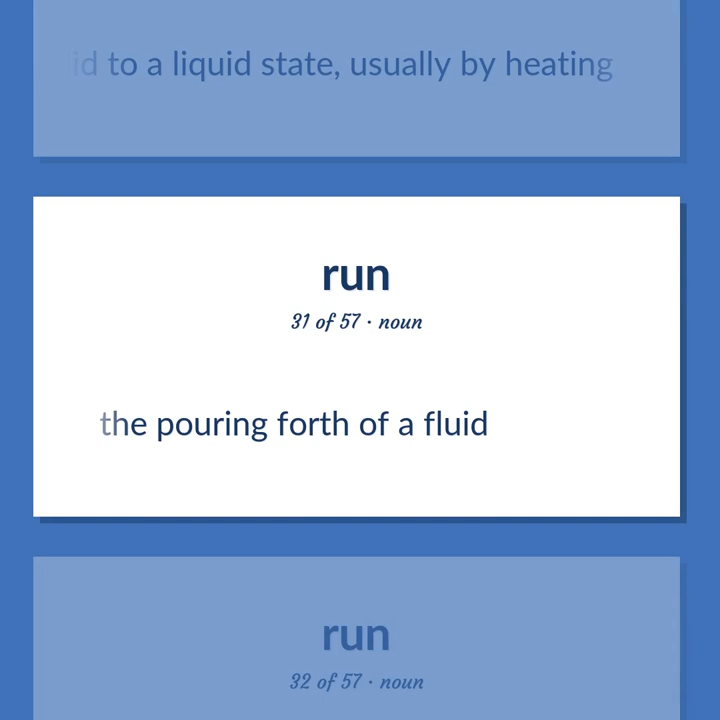 to a liquid state, usually by heating
run
31 of 57 · noun
the pouring forth of a fluid
run
32 of 57 · noun